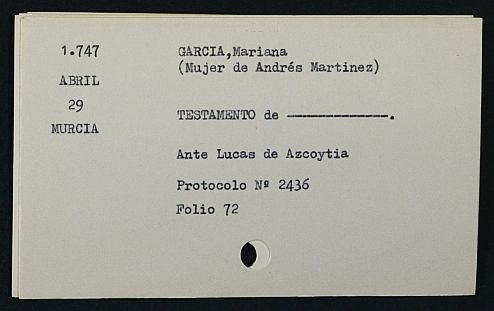 1.747
ABRIL
29
MURCIA
GARCIA,Mariana
(Mujer de Andrés Martinez)
TESTAMENTO de ----------------.
Ante Lucas de Azcoytia
Protocolo Nº 2436
Folio 72